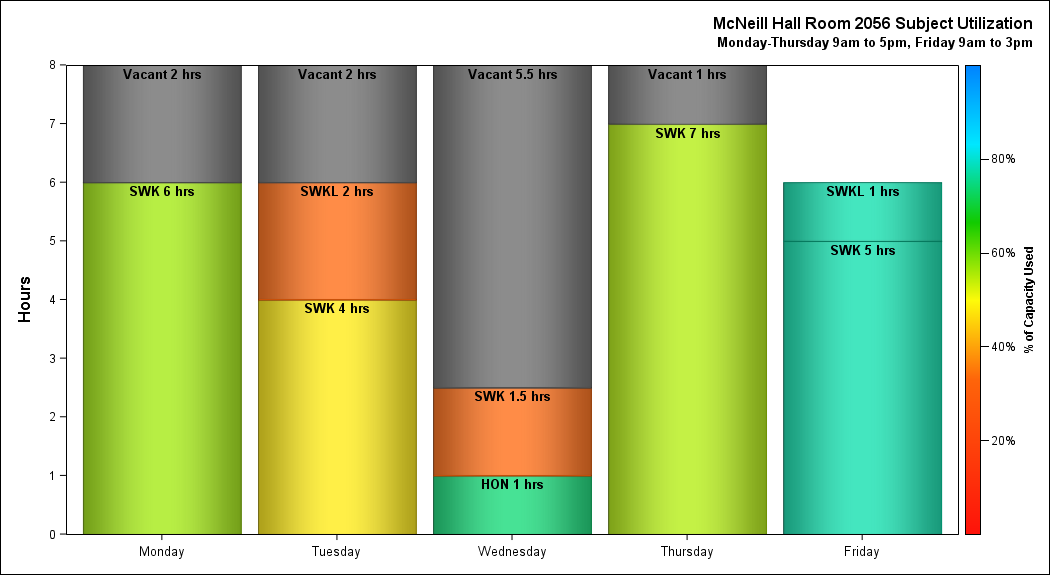 McNeill Hall Room 2056 Subject Utilization
Monday-Thursday 9am to 5pm, Friday 9am to 3pm
Hours
8
7
6
5
4
3
2
1
0
Vacant 2 hrs
SWK 6 hrs
Vacant 2 hrs
SWKL 2 hrs
SWK 4 hrs
Vacant 5.5 hrs
SWK 1.5 hrs
HON 1 hrs
Vacant 1 hrs
SWK 7 hrs
SWKL 1 hrs
SWK 5 hrs
Monday
Tuesday
Wednesday
Thursday
Friday
80%
60%
40%
20%
% of Capacity Used